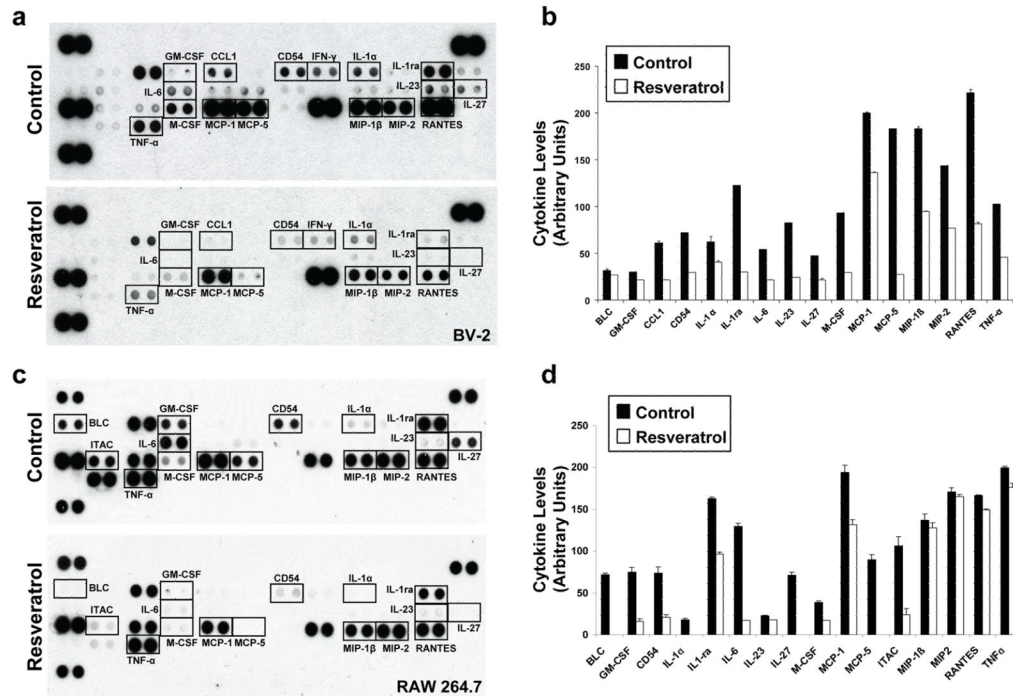 a
Control
GM-CSF CCL1 CD54 IFN-γ IL-1α IL-1ra
IL-6 IL-23
IL-27
M-CSF MCP-1 MCP-5 MIP-1β MIP-2 RANTES
TNF-α
Resveratrol
GM-CSF CCL1 CD54 IFN-γ IL-1α IL-1ra
IL-6 IL-23
IL-27
M-CSF MCP-1 MCP-5 MIP-1β MIP-2 RANTES
TNF-α
BV-2
b
Control
Resveratrol
Cytokine Levels
(Arbitrary Units)
250
200
150
100
50
0
BLC GM-CSF CCL1 CD54 IL-1α IL-1ra IL-6 IL-23 IL-27 M-CSF MCP-1 MCP-5 MIP-1ß MIP-2 RANTES TNF-α
c
Control
GM-CSF CD54 IL-1α IL-1ra
BLC
ITAC IL-6 IL-23
IL-27
M-CSF MCP-1 MCP-5 MIP-1β MIP-2 RANTES
TNF-α
Resveratrol
GM-CSF CD54 IL-1α IL-1ra
BLC
ITAC IL-6 IL-23
IL-27
M-CSF MCP-1 MCP-5 MIP-1β MIP-2 RANTES
TNF-α
RAW 264.7
d
Control
Resveratrol
Cytokine Levels
(Arbitrary Units)
250
200
150
100
50
0
BLC GM-CSF CD54 IL-1α IL1-ra IL-6 IL-23 IL-27 M-CSF MCP-1 MCP-5 ITAC MIP-1ß MIP2 RANTES TNFα